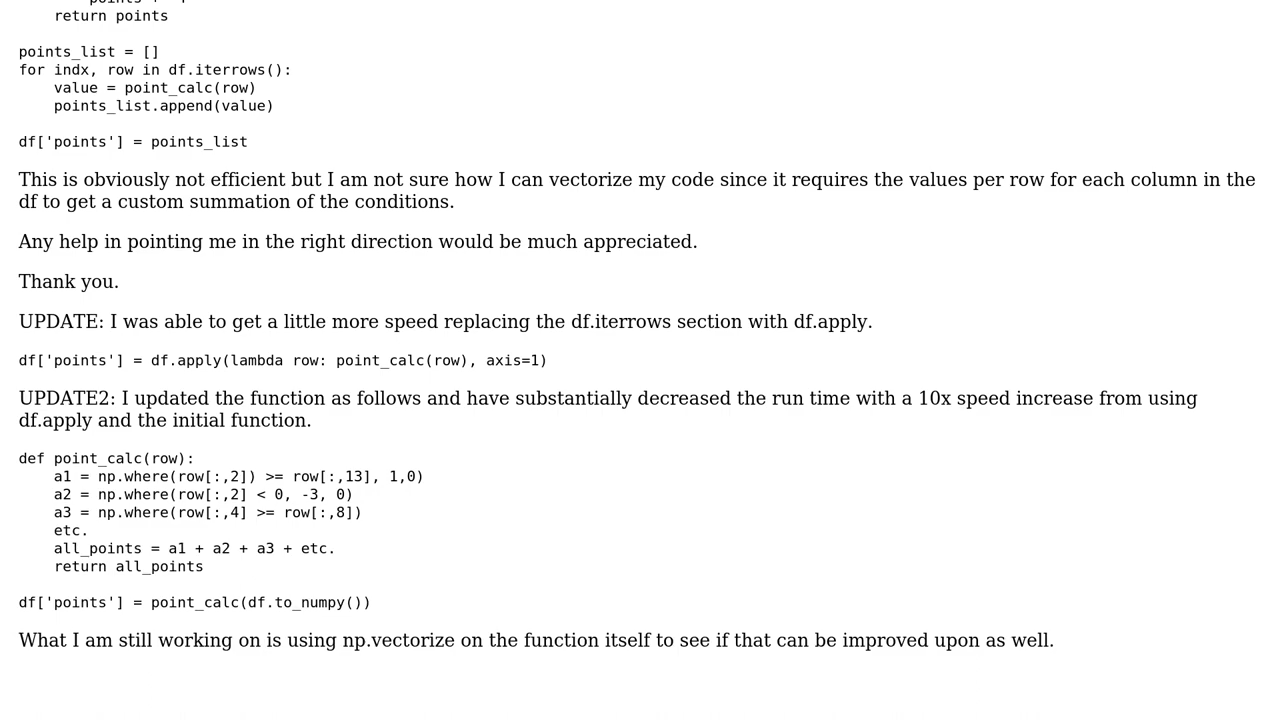 return points
points_list = []
for indx, row in df.iterrows():
    value = point_calc(row)
    points_list.append(value)
df['points'] = points_list
This is obviously not efficient but I am not sure how I can vectorize my code since it requires the values per row for each column in the
df to get a custom summation of the conditions.
Any help in pointing me in the right direction would be much appreciated.
Thank you.
UPDATE: I was able to get a little more speed replacing the df.iterrows section with df.apply.
df['points'] = df.apply(lambda row: point_calc(row), axis=1)
UPDATE2: I updated the function as follows and have substantially decreased the run time with a 10x speed increase from using
df.apply and the initial function.
def point_calc(row):
    a1 = np.where(row[:,2]) >= row[:,13], 1,0)
    a2 = np.where(row[:,2] < 0, -3, 0)
    a3 = np.where(row[:,4] >= row[:,8])
    etc.
    all_points = a1 + a2 + a3 + etc.
    return all_points
df['points'] = point_calc(df.to_numpy())
What I am still working on is using np.vectorize on the function itself to see if that can be improved upon as well.